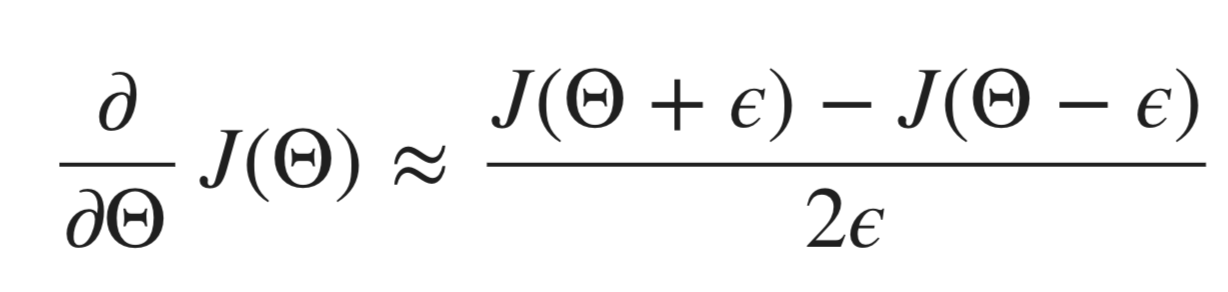 ∂/∂Θ J(Θ) ≈ (J(Θ + ϵ) − J(Θ − ϵ))/(2ϵ)